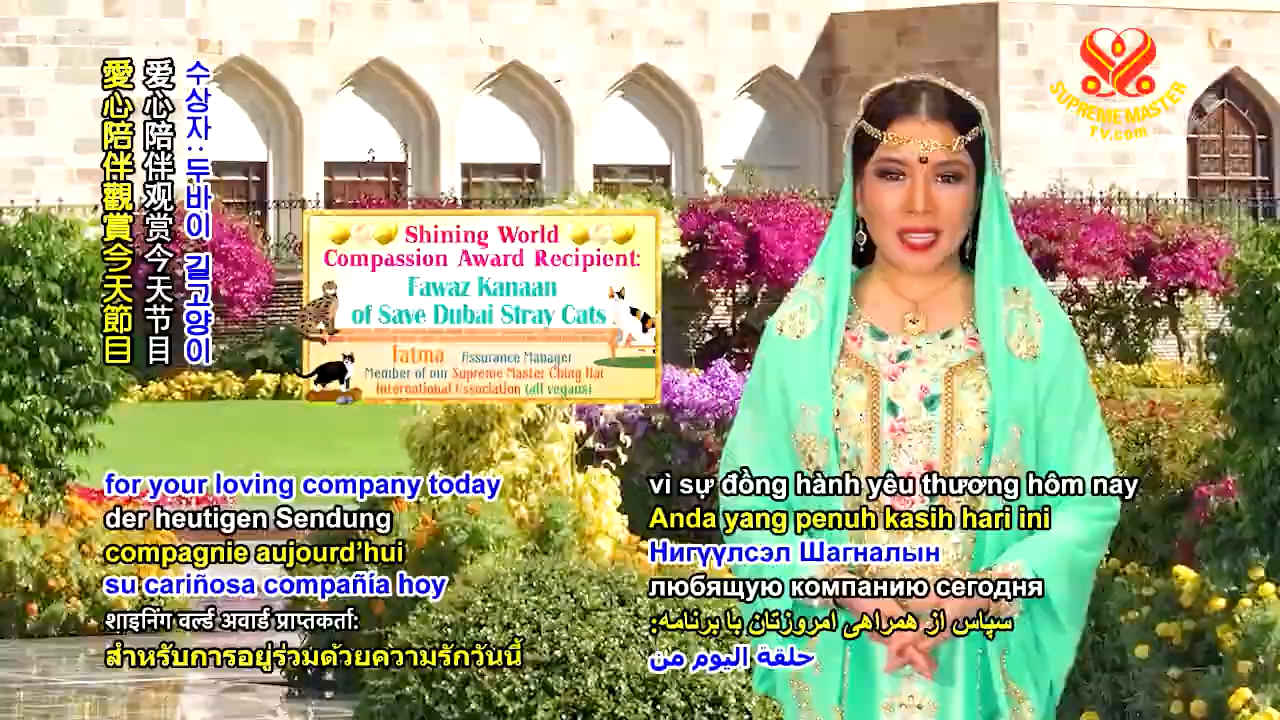 愛心陪伴觀賞今天節目
爱心陪伴观赏今天节目
수상자: 두바이 길고양이
SUPREME MASTER
TV.com
Shining World
Compassion Award Recipient:
Fawaz Kanaan
of Save Dubai Stray Cats
Fatma Assurance Manager
Member of our Supreme Master Ching Hai
International Association (all vegans)
for your loving company today
der heutigen Sendung
compagnie aujourd'hui
su cariñosa compañía hoy
शाइनिंग वर्ल्ड अवार्ड प्राप्तकर्ता:
สำหรับการอยู่ร่วมด้วยความรักวันนี้
vì sự đồng hành yêu thương hôm nay
Anda yang penuh kasih hari ini
Нигүүлсэл Шагналын
любящую компанию сегодня
سپاس از همراهی امروزتان با برنامه:
حلقة اليوم من